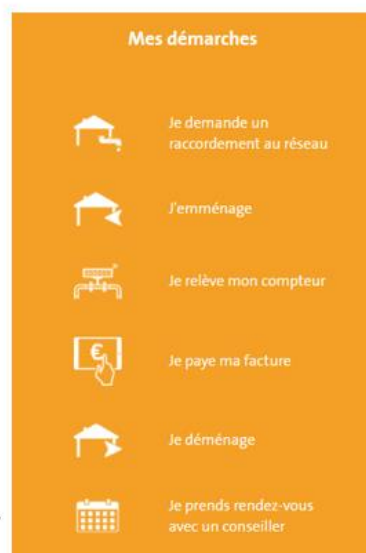 Mes démarches
Je demande un
raccordement au réseau
J'emménage
Je relève mon compteur
€
Je paye ma facture
Je déménage
Je prends rendez-vous
avec un conseiller